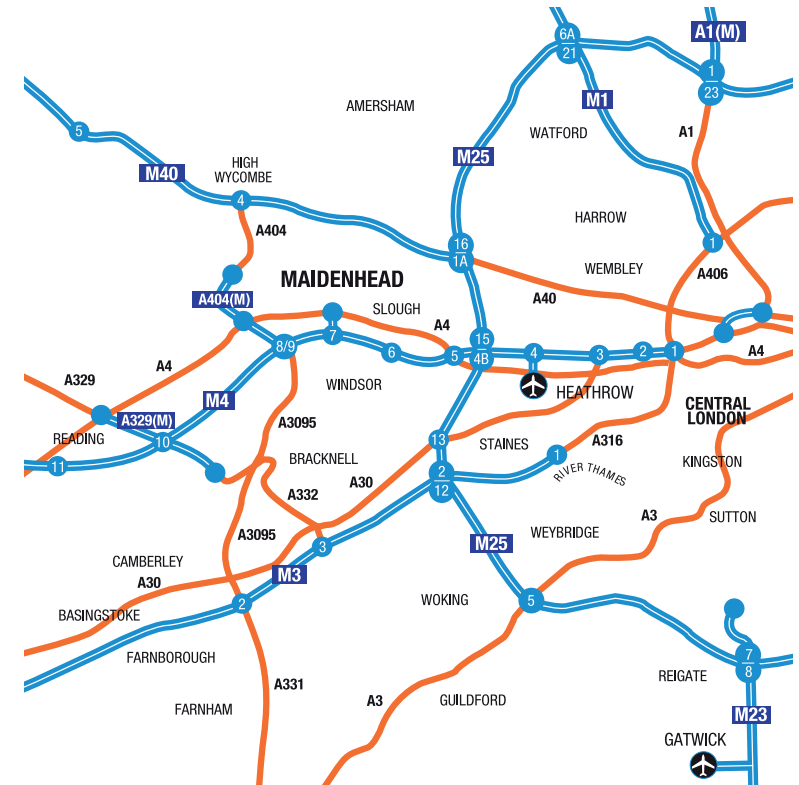 6A
21
A1(M)
1
23
M1
AMERSHAM
A1
5
WATFORD
M25
HIGH
WYCOMBE
M40
4
HARROW
A404
16
1A
1
WEMBLEY
A406
MAIDENHEAD
A40
A404(M)
SLOUGH
A4
7
15
8/9
6
5
4B
4
3
2
1
A4
A4
A329
WINDSOR
HEATHROW
M4
CENTRAL
LONDON
A329(M)
A3095
READING
10
13
STAINES
A316
BRACKNELL
1
KINGSTON
11
A30
2
12
RIVER THAMES
A332
A3
SUTTON
A3095
WEYBRIDGE
3
M25
CAMBERLEY
M3
A30
2
WOKING
5
BASINGSTOKE
FARNBOROUGH
7
8
REIGATE
A331
A3
GUILDFORD
FARNHAM
M23
GATWICK